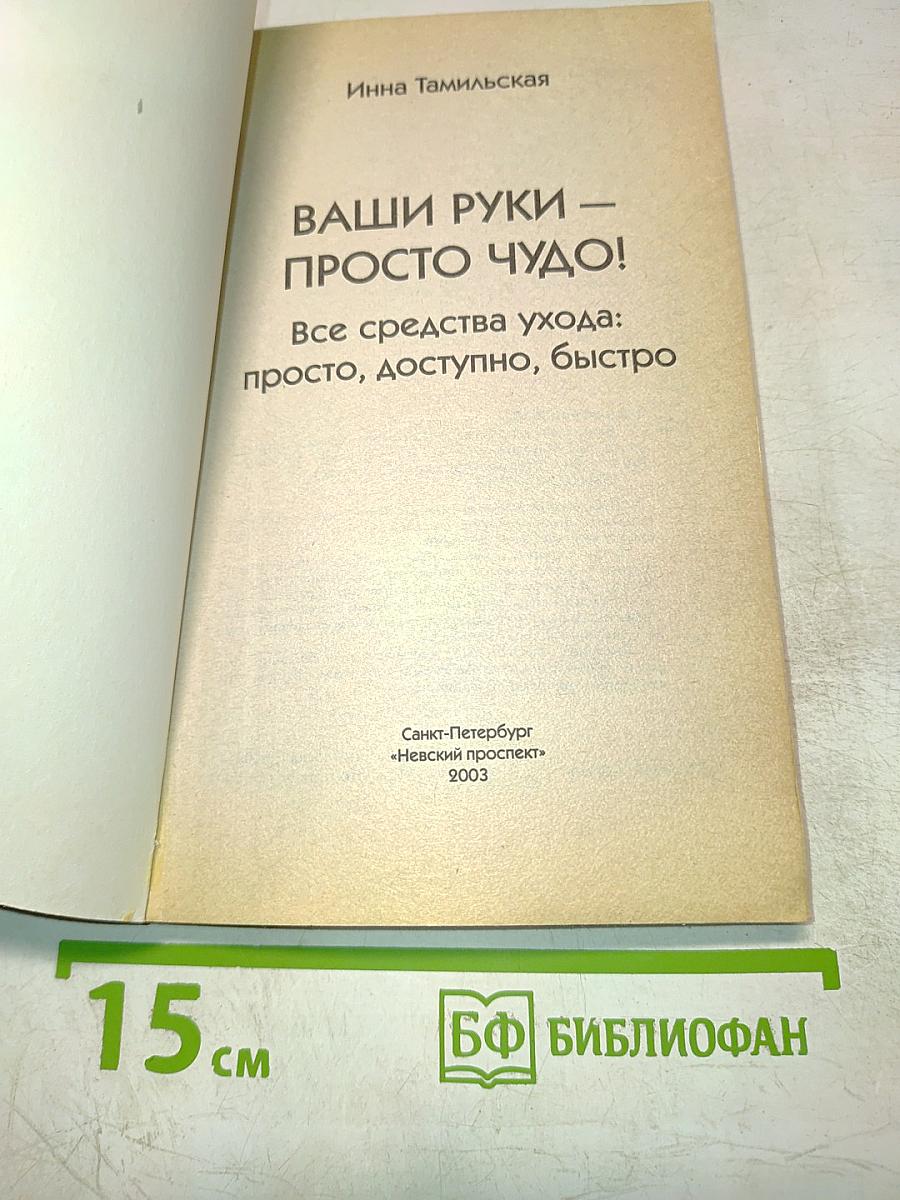 Инна Тамильская
ВАШИ РУКИ —
ПРОСТО ЧУДО!
Все средства ухода:
просто, доступно, быстро
Санкт-Петербург
«Невский проспект»
2003
15 см
БФ БИБЛИОФАН